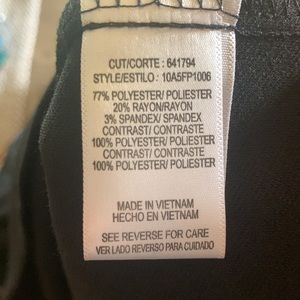 CUT/CORTE : 641794
STYLE/ESTILO : 10A5FP1006
77% POLYESTER/ POLIESTER
20% RAYON/RAYON
3% SPANDEX/ SPANDEX
CONTRAST/ CONTRASTE
100% POLYESTER/ POLIESTER
CONTRAST/ CONTRASTE
100% POLYESTER/ POLIESTER
MADE IN VIETNAM
HECHO EN VIETNAM
SEE REVERSE FOR CARE
VER LADO REVERSO PARA CUIDADO